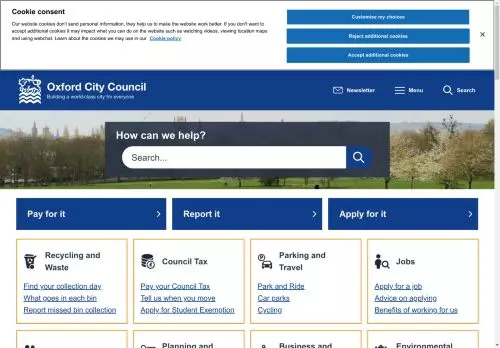 Cookie consent
Our website cookies don't send personal information, they help us to make the website work better. If you don't want to
accept additional cookies it may impact what you can do on the website such as watching videos, viewing location maps
and using webchat. Learn about the cookies we may use in our Cookie policy
Customise my choices
Reject additional cookies
Accept additional cookies
Oxford City Council
Building a world-class city for everyone
Newsletter
Menu
Search
How can we help?
Search...
Pay for it
Report it
Apply for it
Recycling and
Waste
Find your collection day
What goes in each bin
Report missed bin collection
Council Tax
Pay your Council Tax
Tell us when you move
Apply for Student Exemption
Parking and
Travel
Park and Ride
Car parks
Cycling
Jobs
Apply for a job
Advice on applying
Benefits of working for us
Planning and
Business and
Environmental